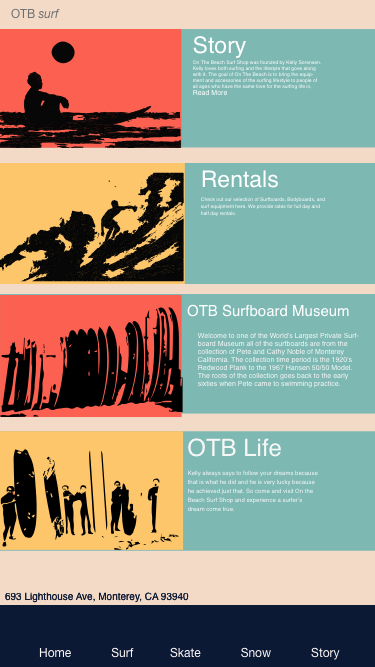 OTB surf
Story
On The Beach Surf Shop was founded by Kelly Sorensen.
Kelly loves both surfing and the lifestyle that goes along
with it. The goal of On The Beach is to bring the equip-
ment and accessories of the surfing lifestyle to people of
all ages who have the same love for the surfing life in.
Read More
Rentals
Check out our selection of Surfboards, Bodyboards, and
surf equipment here. We provide rates for full day and
half day rentals.
OTB Surfboard Museum
Welcome to one of the World's Largest Private Surf-
board Museum all of the surfboards are from the
collection of Pete and Cathy Noble of Monterey
California. The collection time period is the 1920's
Redwood Plank to the 1967 Hansen 50/50 Model.
The roots of the collection goes back to the early
sixties when Pete came to swimming practice.
OTB Life
Kelly always says to follow your dreams because
that is what he did and he is very lucky because
he achieved just that. So come and visit On the
Beach Surf Shop and experience a surfer's
dream come true.
693 Lighthouse Ave, Monterey, CA 93940
Home Surf Skate Snow Story